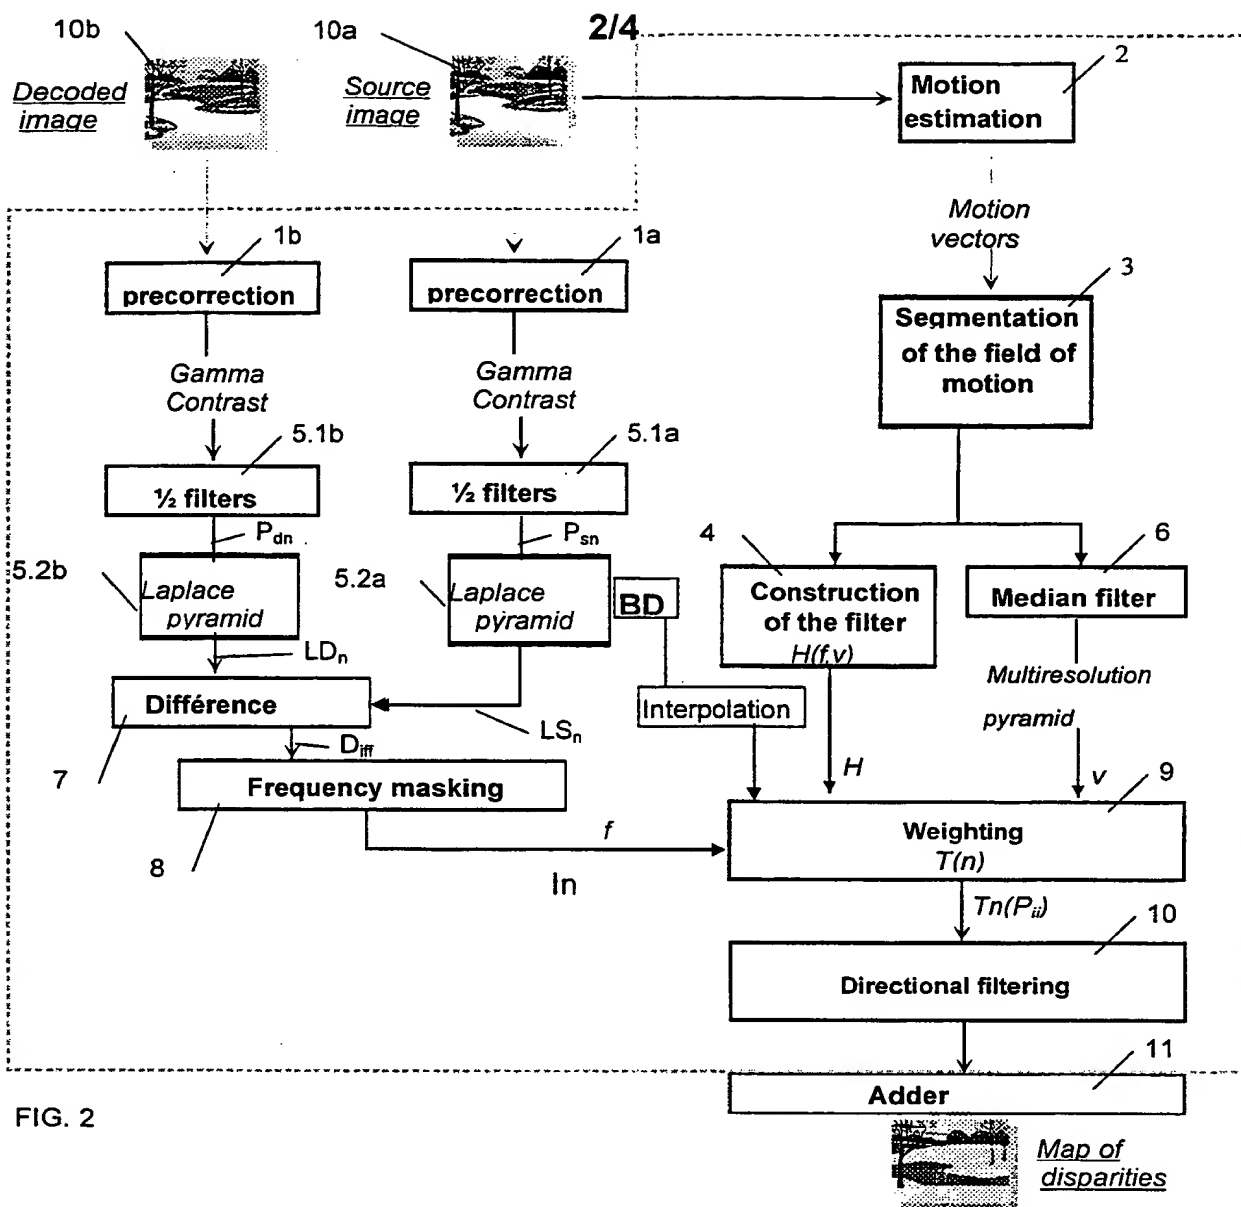 2/4
10b
10a
2
Decoded
image
Source
image
Motion
estimation
Motion
vectors
1b
1a
3
precorrection
precorrection
Segmentation
of the field of
motion
Gamma
Contrast
Gamma
Contrast
5.1b
5.1a
½ filters
½ filters
Pdn
Psn
4
6
5.2b
Laplace
pyramid
5.2a
Laplace
pyramid
BD
Construction
of the filter
H(f,v)
Median filter
LDn
Multiresolution
pyramid
Différence
Interpolation
LSn
Diff
7
H
v
9
Frequency masking
8
f
In
Weighting
T(n)
Tn(Pii)
10
Directional filtering
11
Adder
FIG. 2
Map of
disparities